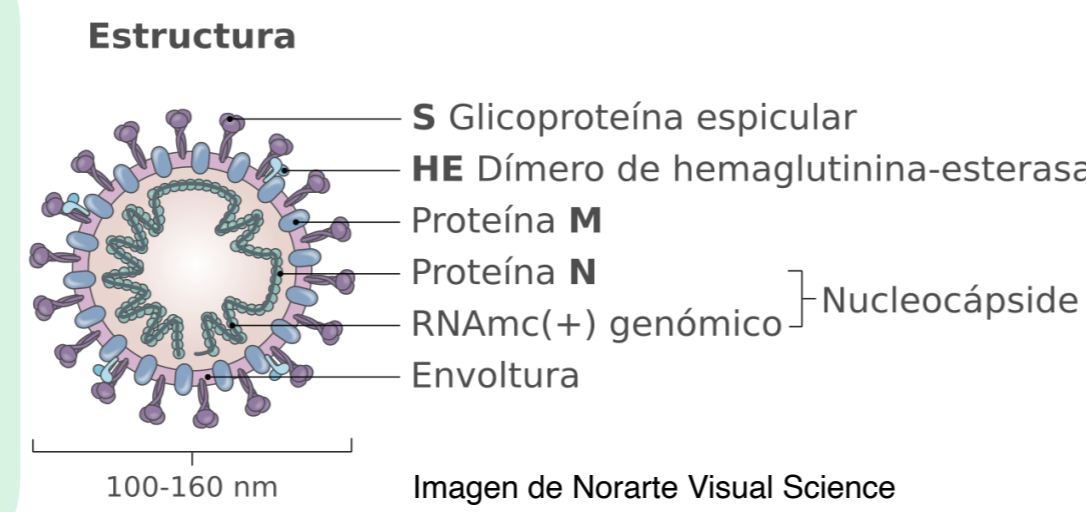 Estructura
S Glicoproteína espicular
HE Dímero de hemaglutinina-esterasa
Proteína M
Proteína N
RNAmc(+) genómico
Nucleocápside
Envoltura
100-160 nm
Imagen de Norarte Visual Science